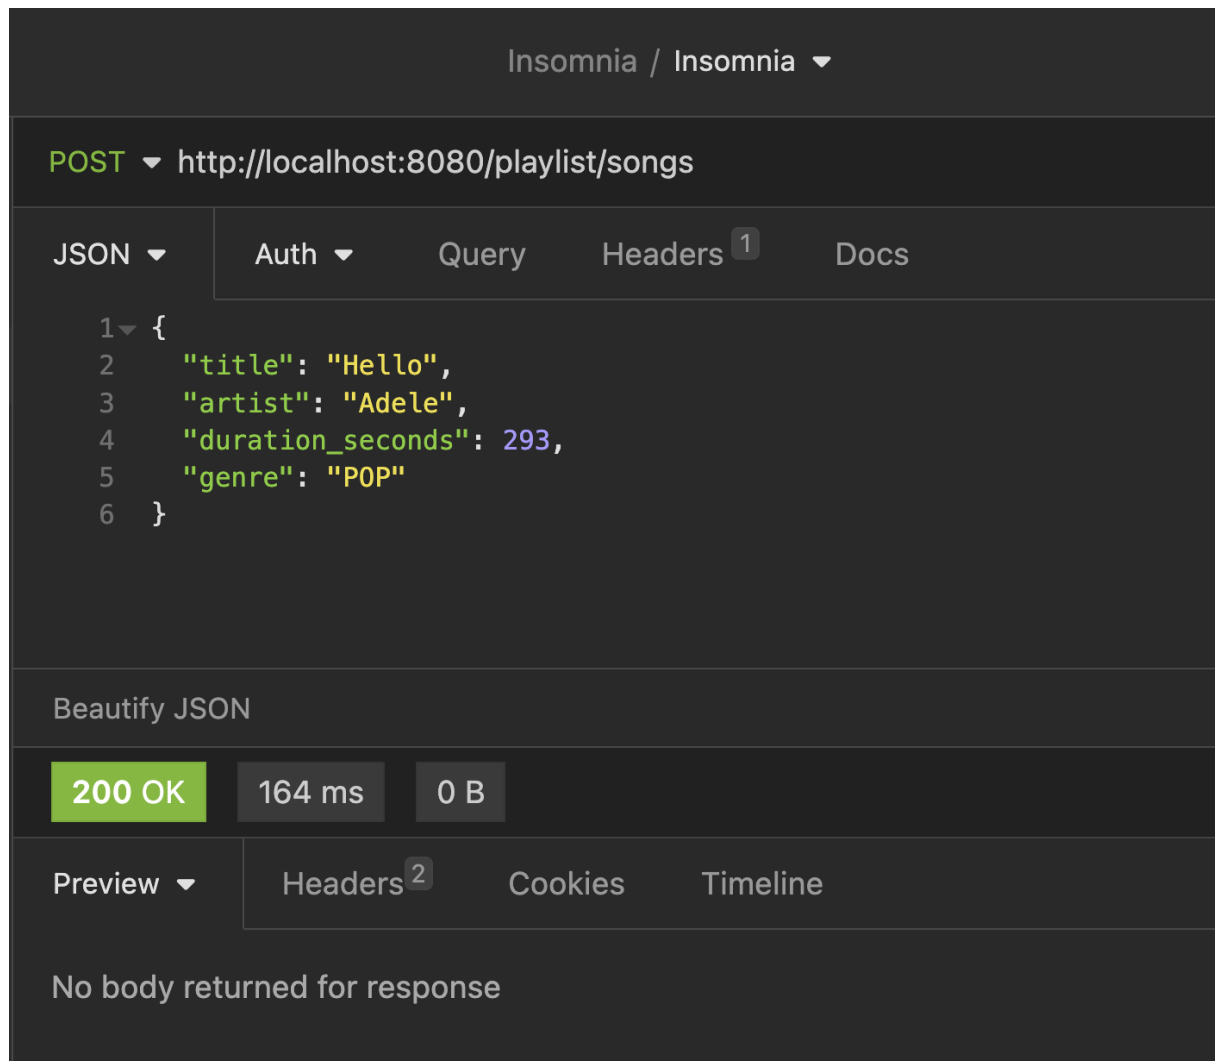 Insomnia / Insomnia
POST http://localhost:8080/playlist/songs
JSON Auth Query Headers 1 Docs
1 {
2 "title": "Hello",
3 "artist": "Adele",
4 "duration_seconds": 293,
5 "genre": "POP"
6 }
Beautify JSON
200 OK 164 ms 0 B
Preview Headers 2 Cookies Timeline
No body returned for response